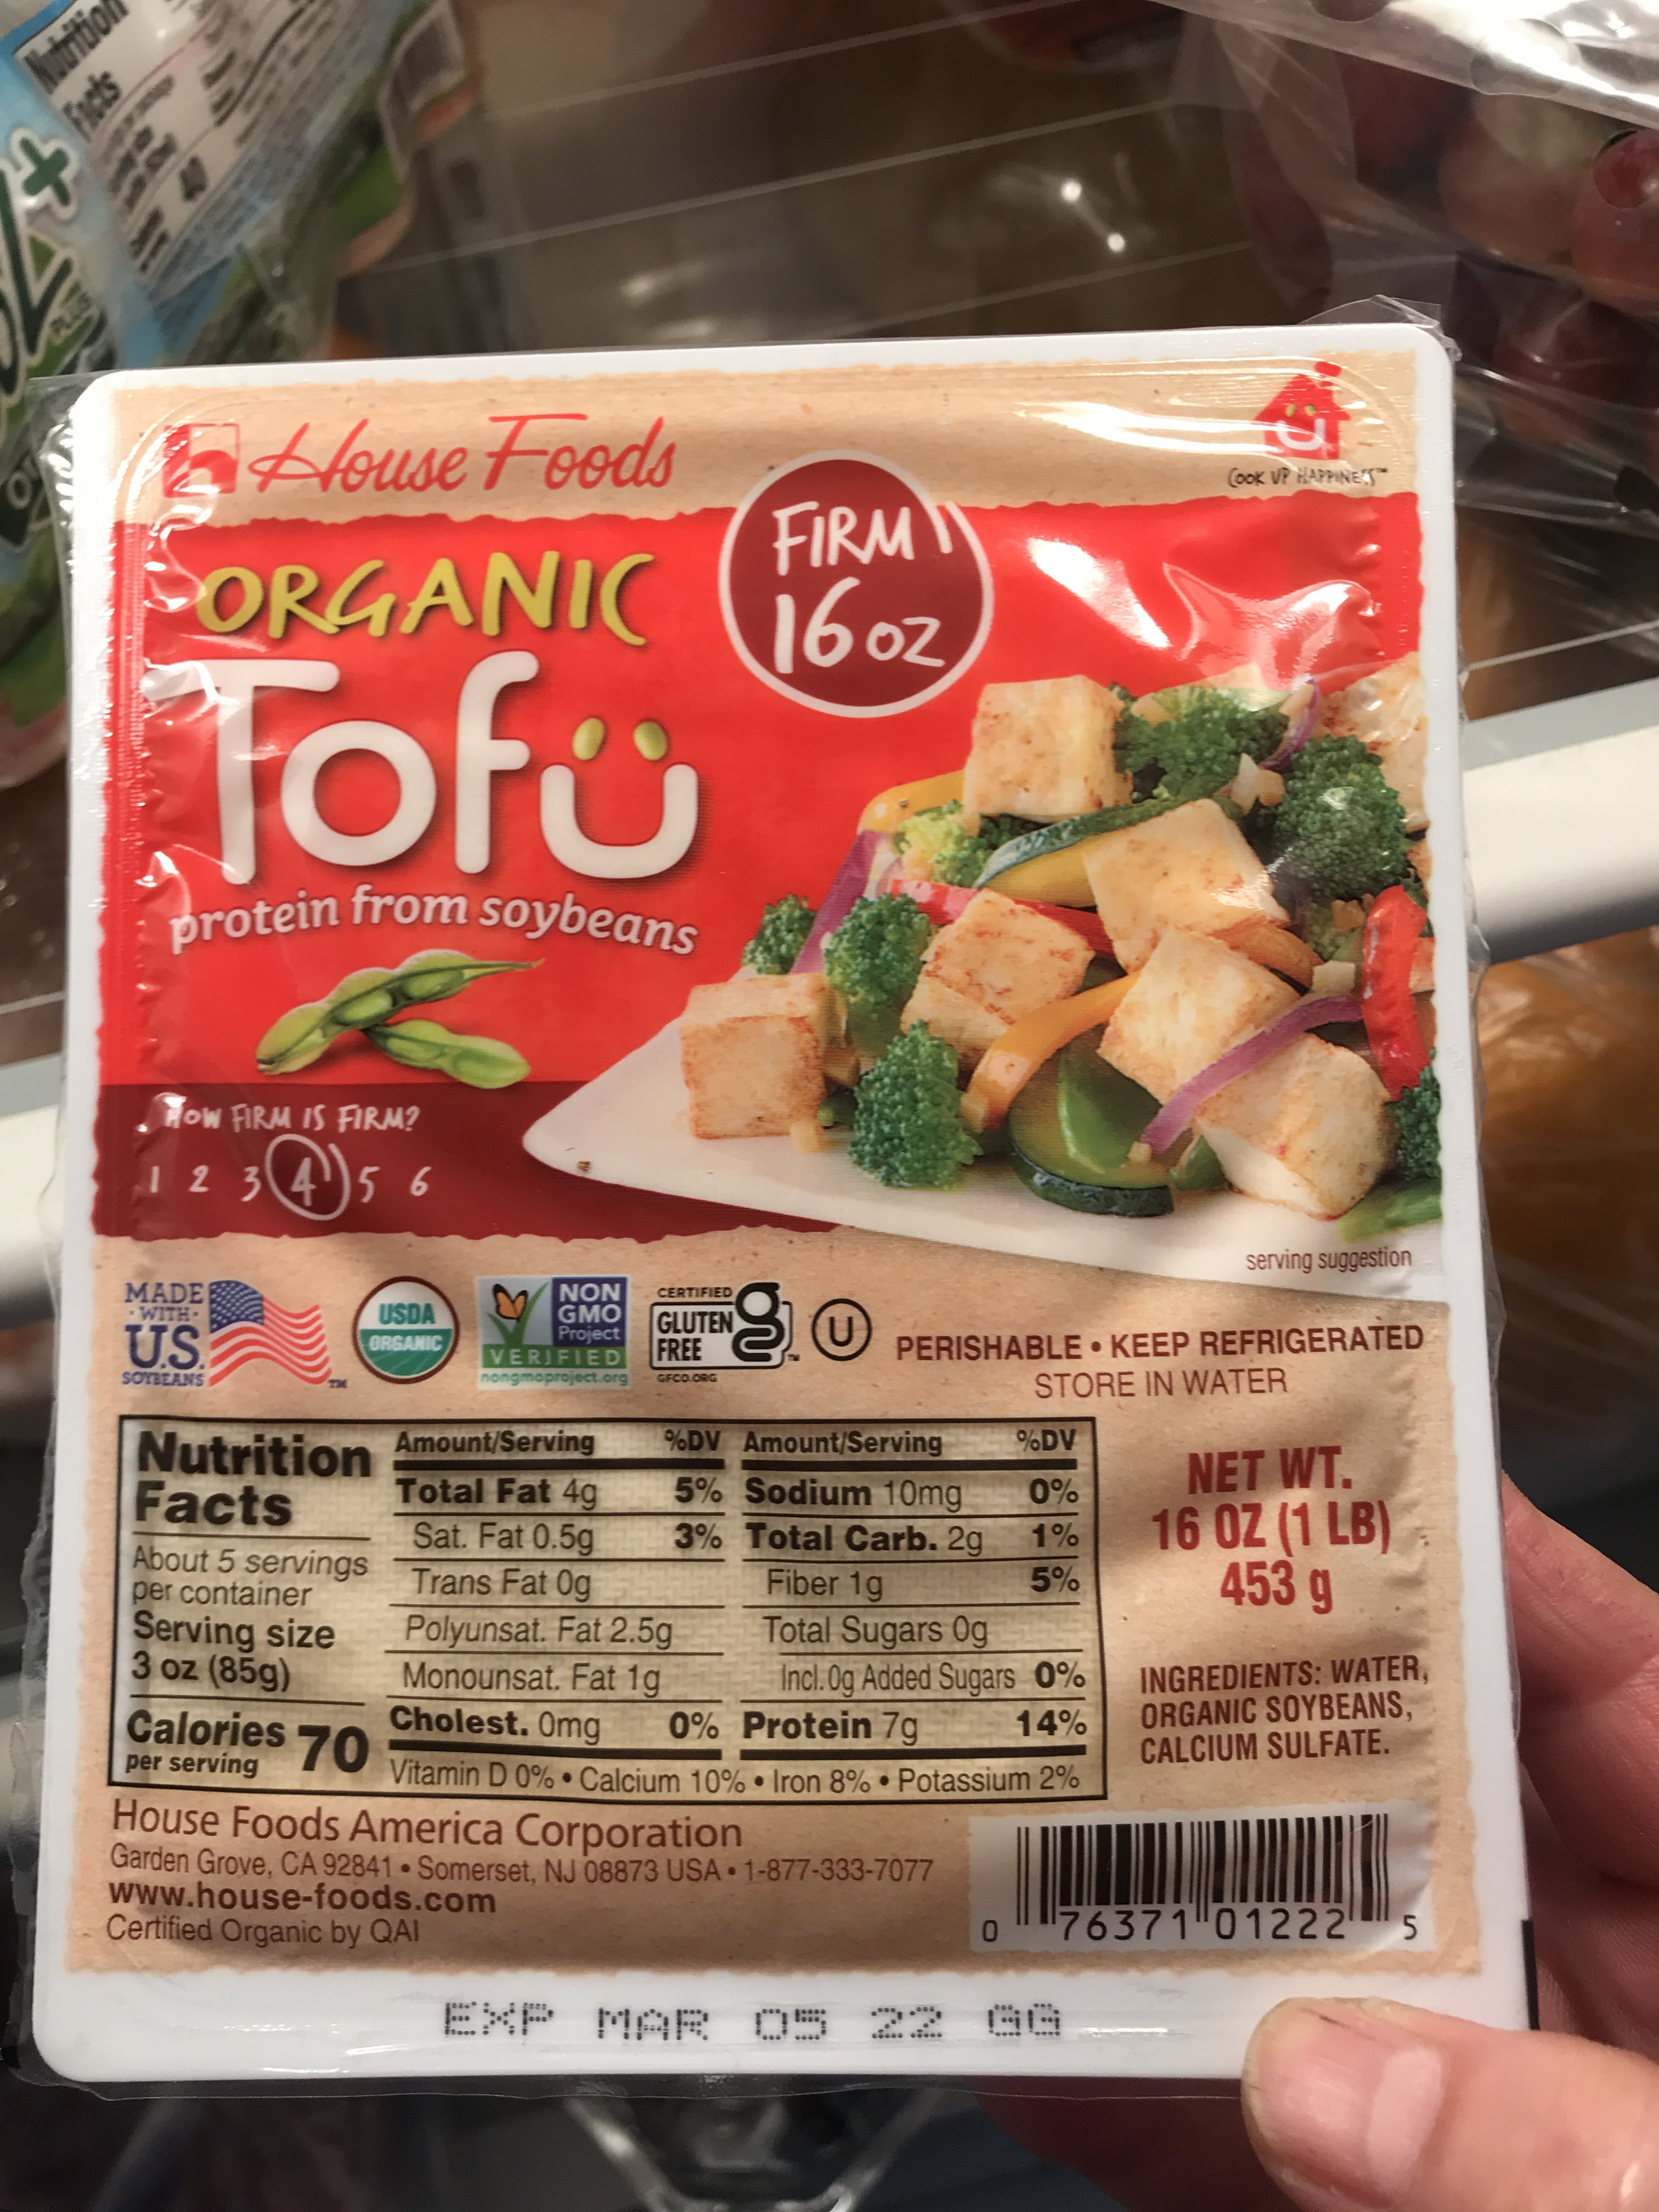 Nutrition
Facts
40
PLUS
House Foods
COOK UP HAPPINESS™
FIRM
16 OZ
ORGANIC
Tofü
protein from soybeans
HOW FIRM IS FIRM?
1 2 3 4 5 6
serving suggestion
MADE
• WITH •
U.S.
SOYBEANS
TM
USDA
ORGANIC
NON
GMO
Project
VERIFIED
nongmoproject.org
CERTIFIED
GLUTEN
FREE
GFCO.ORG
U
PERISHABLE • KEEP REFRIGERATED
STORE IN WATER
Nutrition
Facts
About 5 servings
per container
Serving size
3 oz (85g)
Calories 70
per serving
Amount/Serving %DV
Total Fat 4g 5%
Sat. Fat 0.5g 3%
Trans Fat 0g
Polyunsat. Fat 2.5g
Monounsat. Fat 1g
Cholest. 0mg 0%
Amount/Serving %DV
Sodium 10mg 0%
Total Carb. 2g 1%
Fiber 1g 5%
Total Sugars 0g
Incl. 0g Added Sugars 0%
Protein 7g 14%
Vitamin D 0% • Calcium 10% • Iron 8% • Potassium 2%
NET WT.
16 OZ (1 LB)
453 g
INGREDIENTS: WATER,
ORGANIC SOYBEANS,
CALCIUM SULFATE.
House Foods America Corporation
Garden Grove, CA 92841 • Somerset, NJ 08873 USA • 1-877-333-7077
www.house-foods.com
Certified Organic by QAI
0 76371 01222 5
EXP MAR 05 22